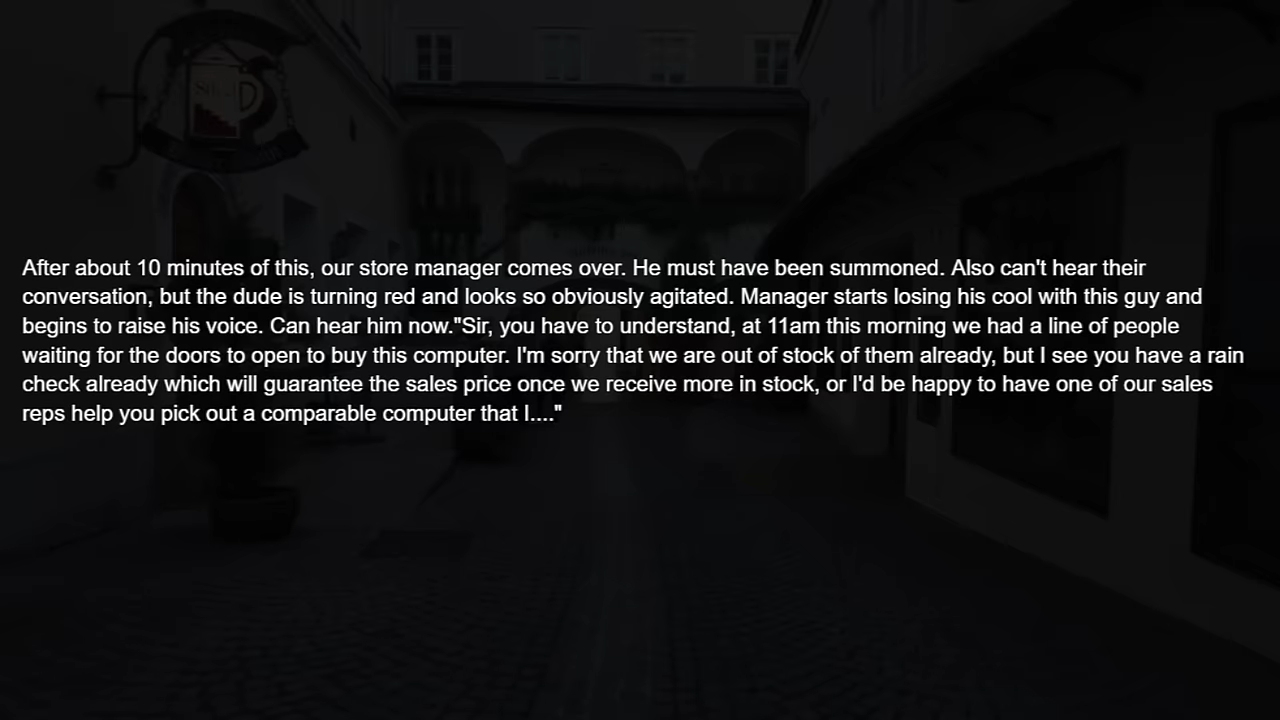 After about 10 minutes of this, our store manager comes over. He must have been summoned. Also can't hear their
conversation, but the dude is turning red and looks so obviously agitated. Manager starts losing his cool with this guy and
begins to raise his voice. Can hear him now."Sir, you have to understand, at 11am this morning we had a line of people
waiting for the doors to open to buy this computer. I'm sorry that we are out of stock of them already, but I see you have a rain
check already which will guarantee the sales price once we receive more in stock, or I'd be happy to have one of our sales
reps help you pick out a comparable computer that I...."